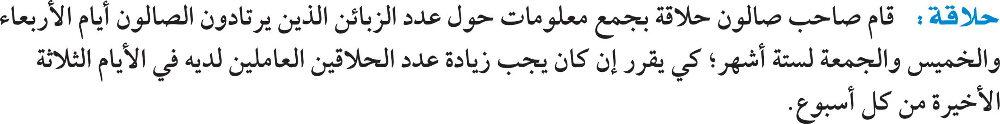 حلاقة : قام صاحب صالون حلاقة بجمع معلومات حول عدد الزبائن الذين يرتادون الصالون أيام الأربعاء
والخميس والجمعة لستة أشهر؛ كي يقرر إن كان يجب زيادة عدد الحلاقين العاملين لديه في الأيام الثلاثة
الأخيرة من كل أسبوع.